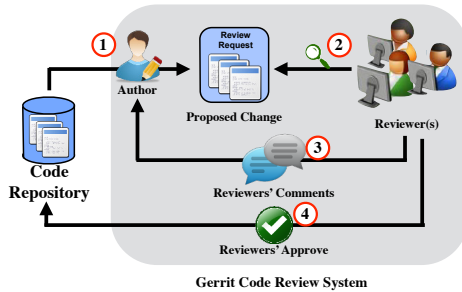 1
Review
Request
2
Author
Proposed Change
Reviewer(s)
Code
Repository
3
Reviewers' Comments
4
Reviewers' Approve
Gerrit Code Review System